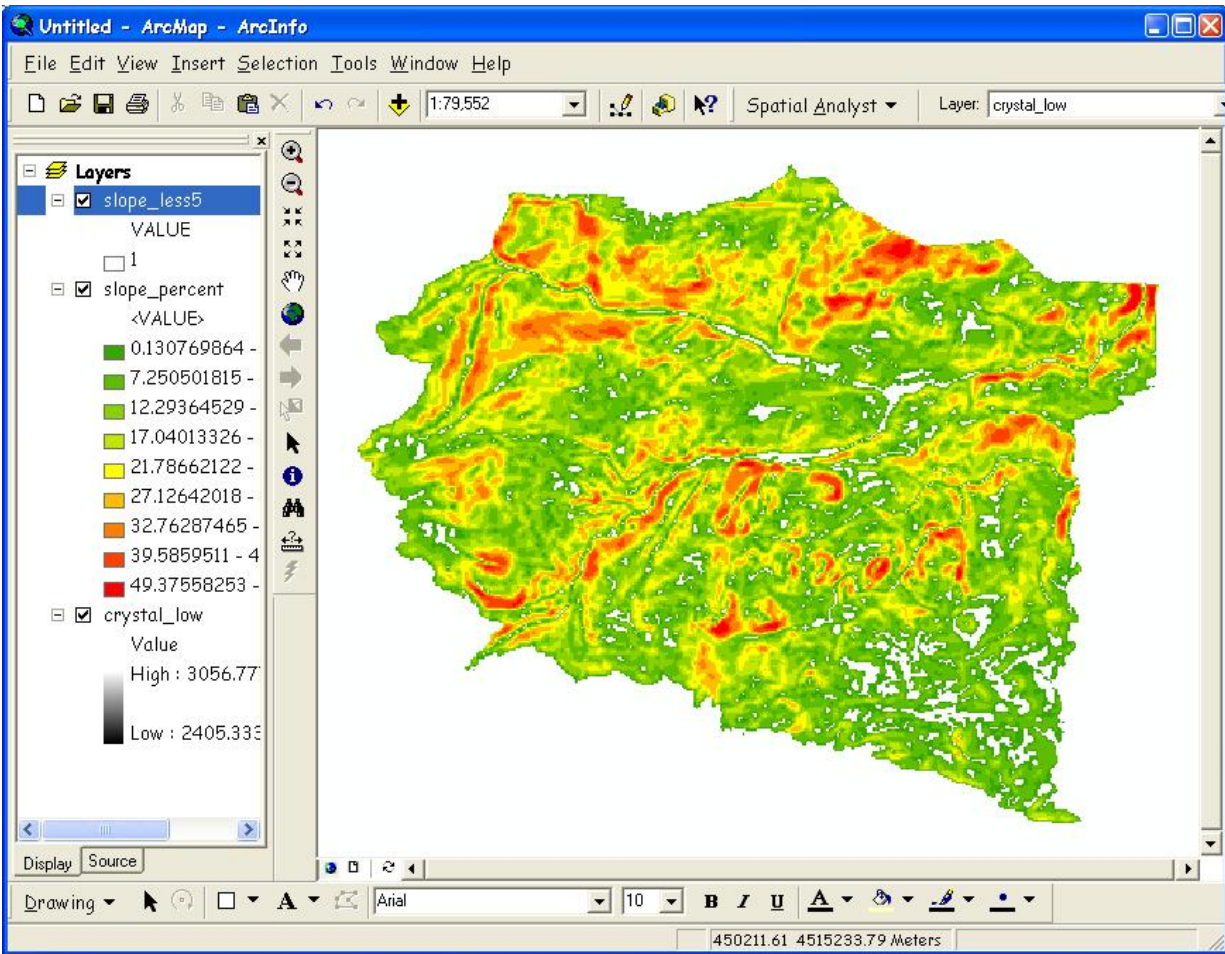 Untitled - ArcMap - ArcInfo
File Edit View Insert Selection Tools Window Help
1:79,552 Spatial Analyst Layer: crystal_low
Layers
slope_less5
VALUE
1
slope_percent
<VALUE>
0.130769864 -
7.250501815 -
12.29364529 -
17.04013326 -
21.78662122 -
27.12642018 -
32.76287465 -
39.5859511 - 4
49.37558253 -
crystal_low
Value
High : 3056.77
Low : 2405.333
Display Source
Drawing A Arial 10 B I U A
450211.61 4515233.79 Meters